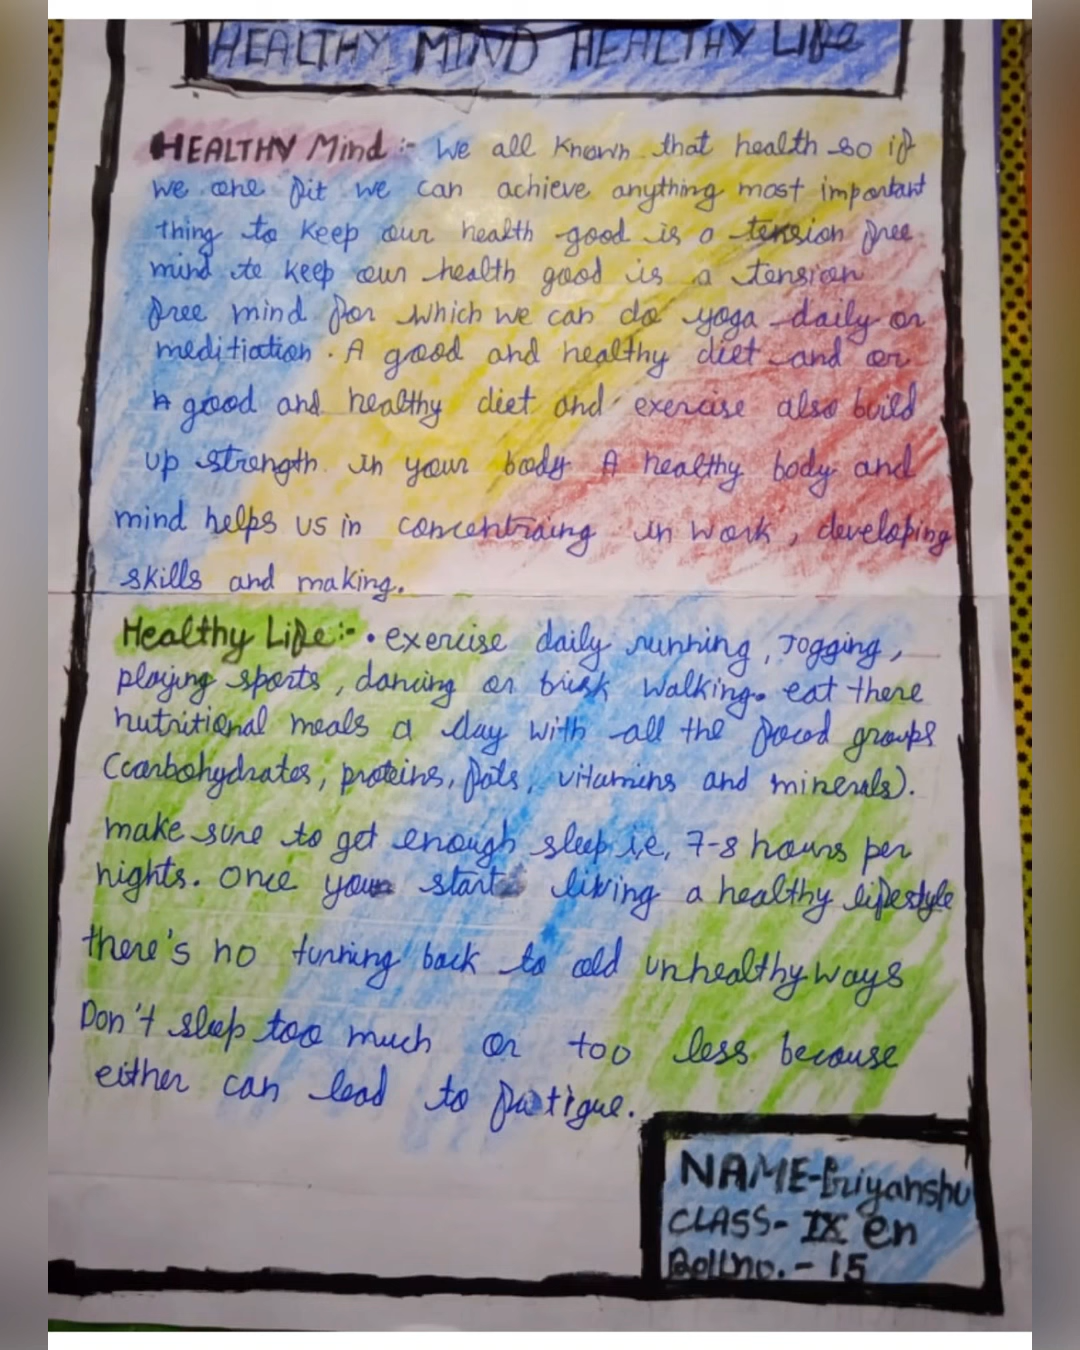 HEALTHY MIND HEALTHY Life
HEALTHY Mind :- We all known that health so if
we are fit we can achieve anything most important
thing to keep our health good is a tension free
mind te keep our health good is a tension
free mind for which we can do yoga daily or
meditiation. A good and healthy diet and or
A good and healthy diet and exercise also build
up strength in your body A healthy body and
mind helps us in concentraing in work, developing
skills and making.
Healthy Life:- • exercise daily running, Jogging,
playing sports, dancing or brisk walking. eat there
nutritional meals a day with all the food groups
(carbohydrates, proteins, fats, vitamins and minerals).
make sure to get enough sleep i.e, 7-8 hours per
nights. Once you start living a healthy lifestyle
there's no turning back to old unhealthy ways
Don't sleep too much or too less because
either can lead to fatigue.
NAME-Priyanshu
CLASS- IX en
Rollno. - 15